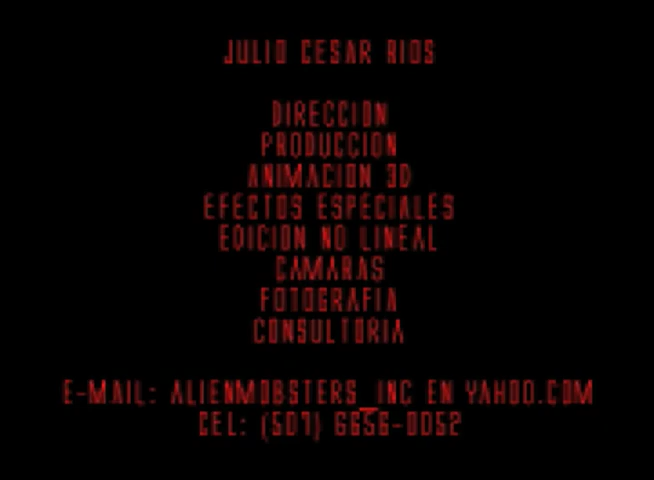 JULIO CESAR RIOS
DIRECCION
PRODUCCION
ANIMACION 3D
EFECTOS ESPECIALES
EDICION NO LINEAL
CAMARAS
FOTOGRAFIA
CONSULTORIA
E-MAIL: ALIENMOBSTERS_INC EN YAHOO.COM
CEL: (507) 6656-0052